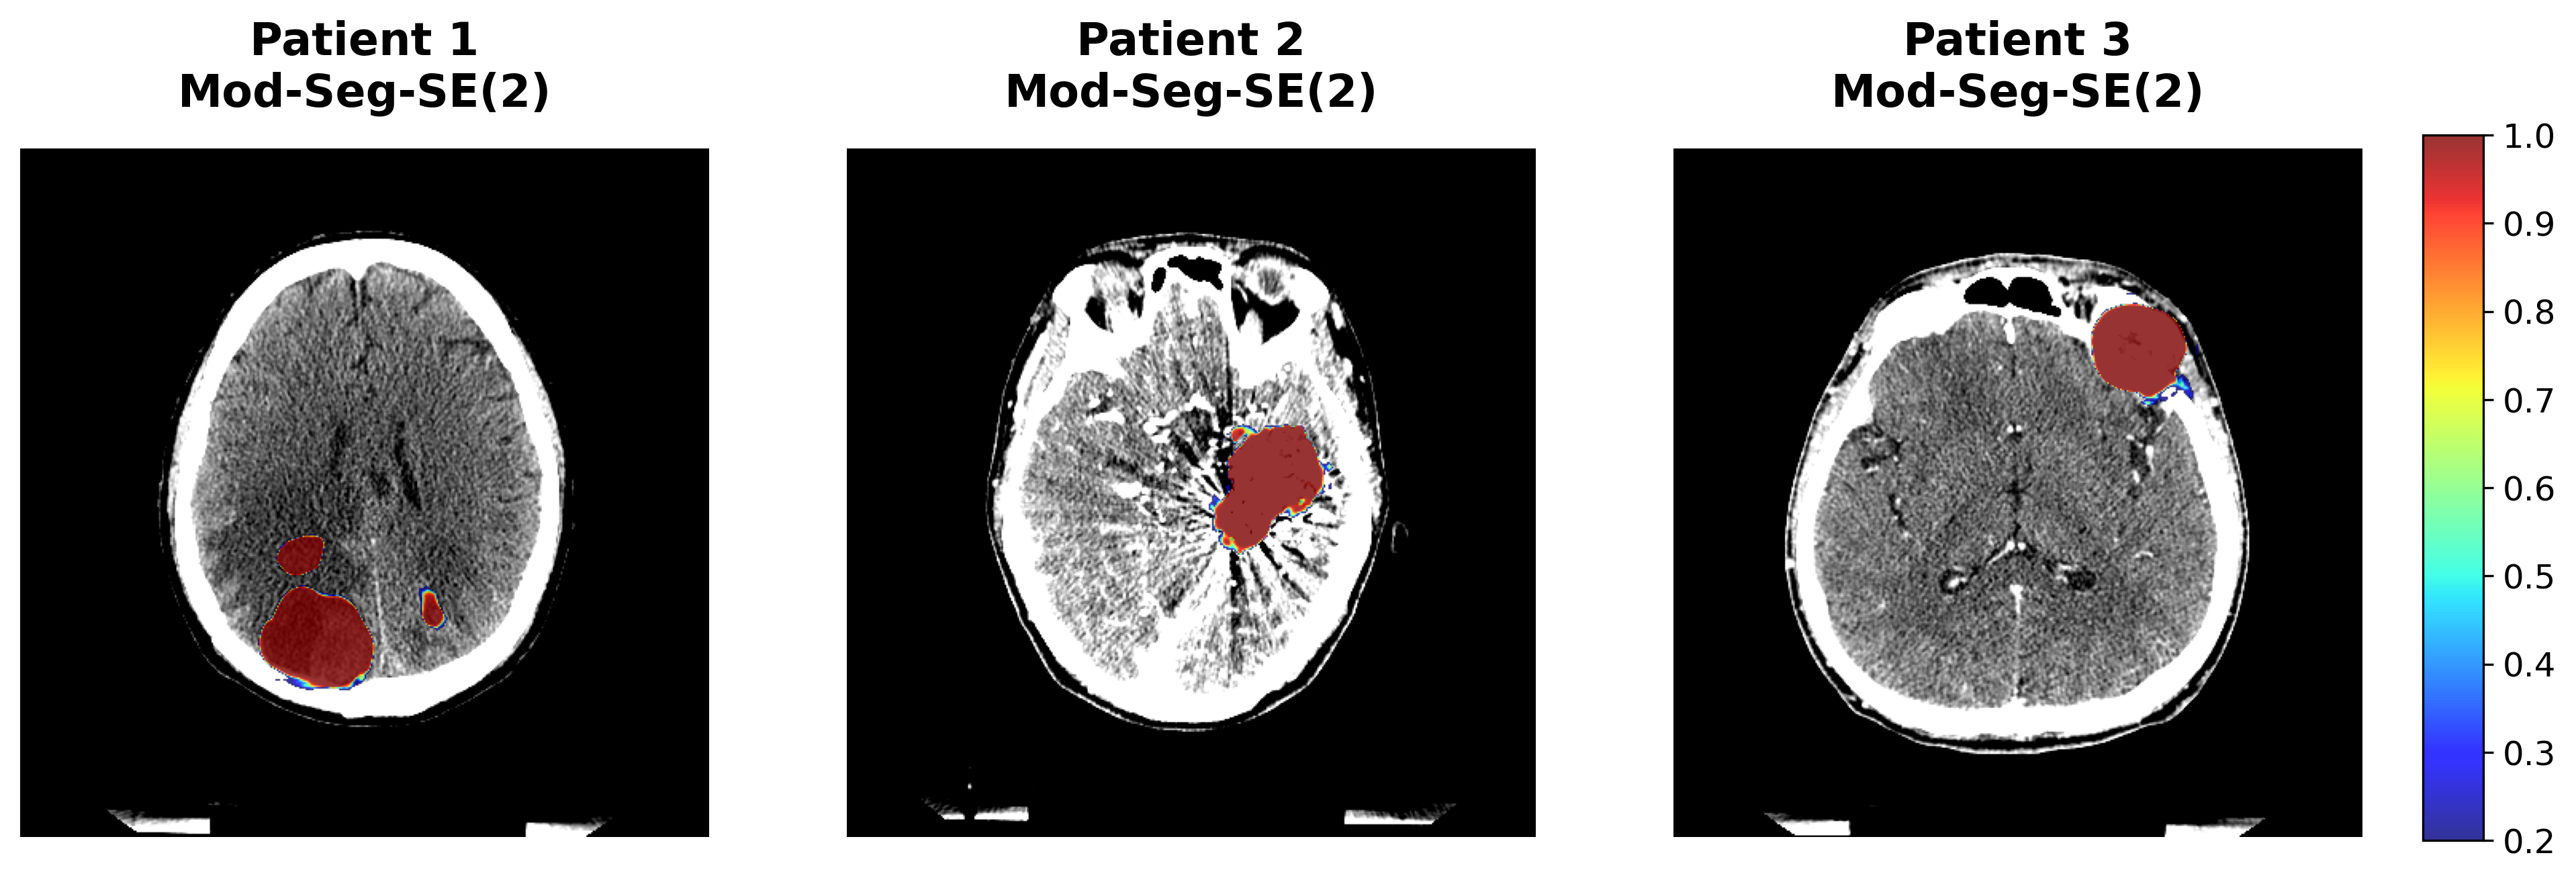 Patient 1
Mod-Seg-SE(2)
Patient 2
Mod-Seg-SE(2)
Patient 3
Mod-Seg-SE(2)
1.0
0.9
0.8
0.7
0.6
0.5
0.4
0.3
0.2